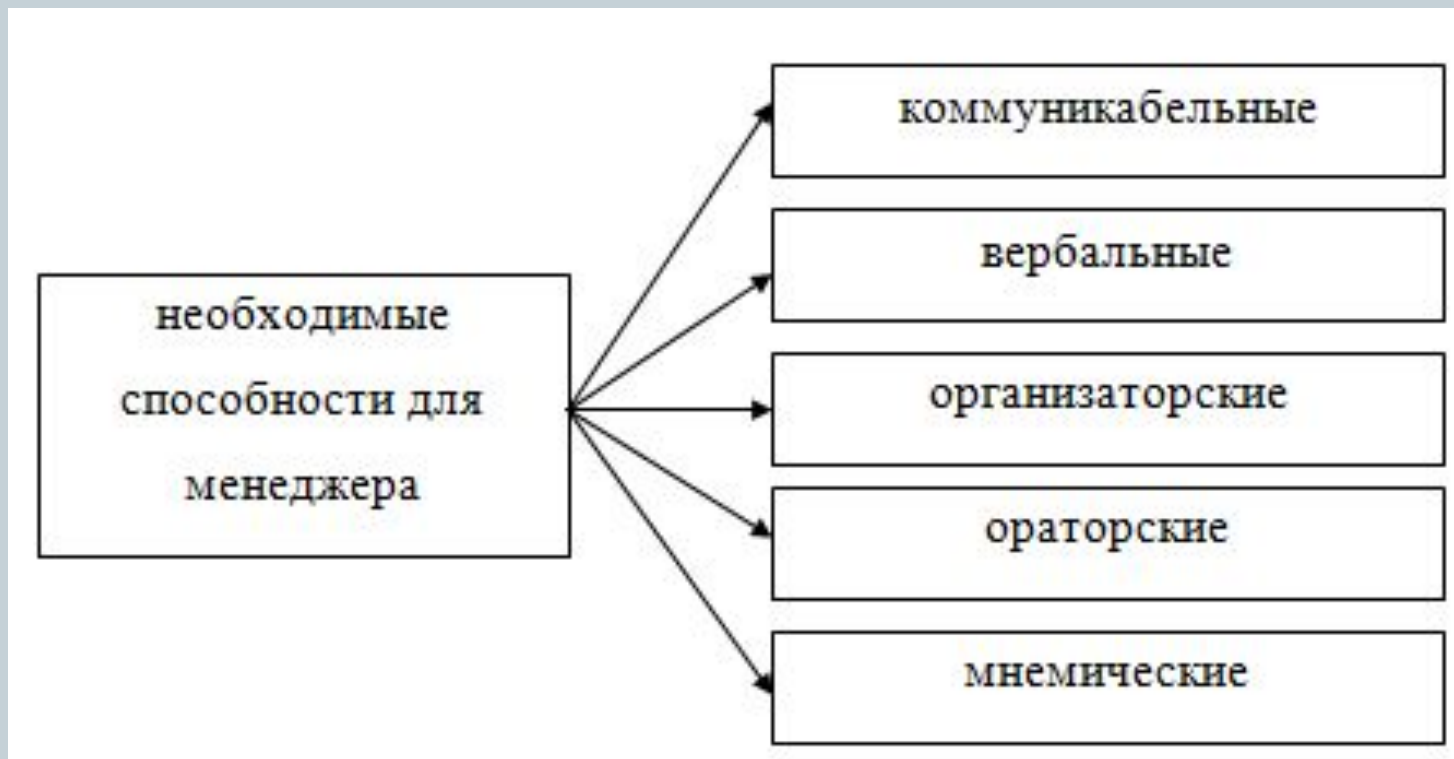 необходимые
способности для
менеджера
коммуникабельные
вербальные
организаторские
ораторские
мнемические